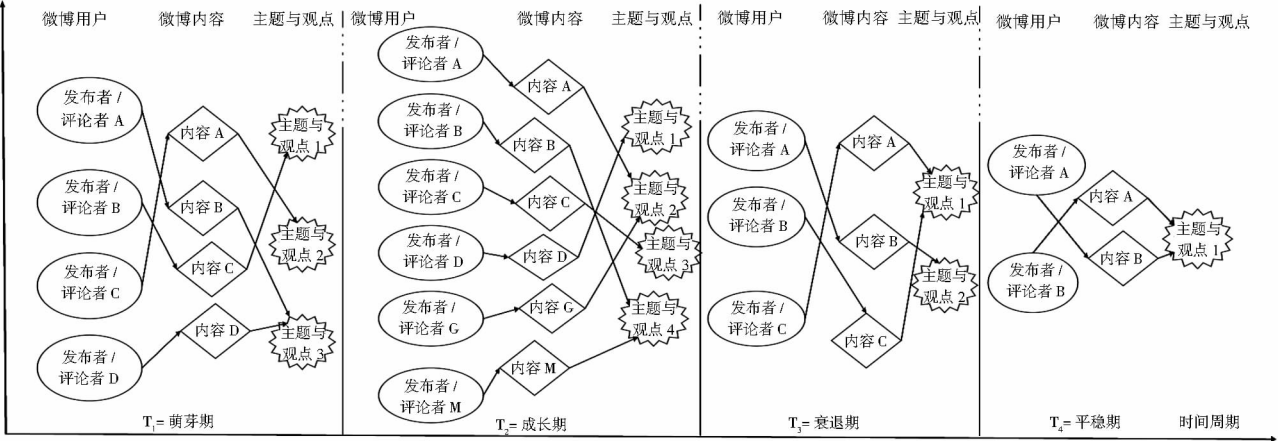 微博用户 微博内容 主题与观点
发布者 /
评论者 A
发布者 /
评论者 B
发布者 /
评论者 C
发布者 /
评论者 D
内容 A
内容 B
内容 C
内容 D
主题与
观点 1
主题与
观点 2
主题与
观点 3
T1= 萌芽期
微博用户 微博内容 主题与观点
发布者 /
评论者 A
发布者 /
评论者 B
发布者 /
评论者 C
发布者 /
评论者 D
发布者 /
评论者 G
发布者 /
评论者 M
内容 A
内容 B
内容 C
内容 D
内容 G
内容 M
主题与
观点 1
主题与
观点 2
主题与
观点 3
主题与
观点 4
T2= 成长期
微博用户 微博内容 主题与观点
发布者 /
评论者 A
发布者 /
评论者 B
发布者 /
评论者 C
内容 A
内容 B
内容 C
主题与
观点 1
主题与
观点 2
T3= 衰退期
微博用户 微博内容 主题与观点
发布者 /
评论者 A
发布者 /
评论者 B
内容 A
内容 B
主题与
观点 1
T4= 平稳期
时间周期